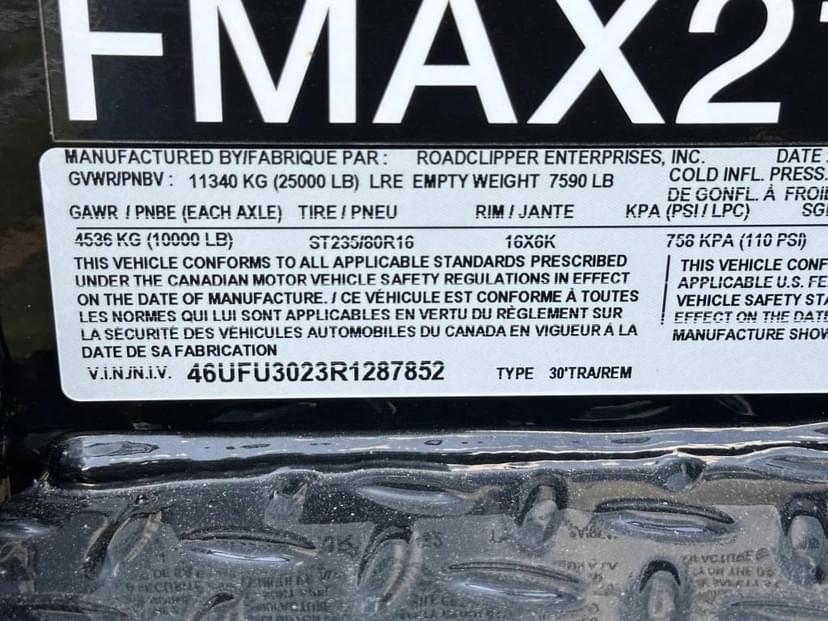 FMAX21
MANUFACTURED BY/FABRIQUE PAR : ROADCLIPPER ENTERPRISES, INC. DATE
GVWR/PNBV : 11340 KG (25000 LB) LRE EMPTY WEIGHT 7590 LB COLD INFL. PRESS.
DE GONFL. À FROID
GAWR / PNBE (EACH AXLE) TIRE / PNEU RIM / JANTE KPA (PSI / LPC)
4536 KG (10000 LB) ST235/80R16 16X6K 758 KPA (110 PSI)
THIS VEHICLE CONFORMS TO ALL APPLICABLE STANDARDS PRESCRIBED
UNDER THE CANADIAN MOTOR VEHICLE SAFETY REGULATIONS IN EFFECT
ON THE DATE OF MANUFACTURE. / CE VÉHICULE EST CONFORME À TOUTES
LES NORMES QUI LUI SONT APPLICABLES EN VERTU DU RÈGLEMENT SUR
LA SÉCURITÉ DES VÉHICULES AUTOMOBILES DU CANADA EN VIGUEUR À LA
DATE DE SA FABRICATION
THIS VEHICLE CONF
APPLICABLE U.S. FE
VEHICLE SAFETY STA
EFFECT ON THE DATE
MANUFACTURE SHOW
V.I.N./N.I.V. 46UFU3023R1287852 TYPE 30'TRA/REM